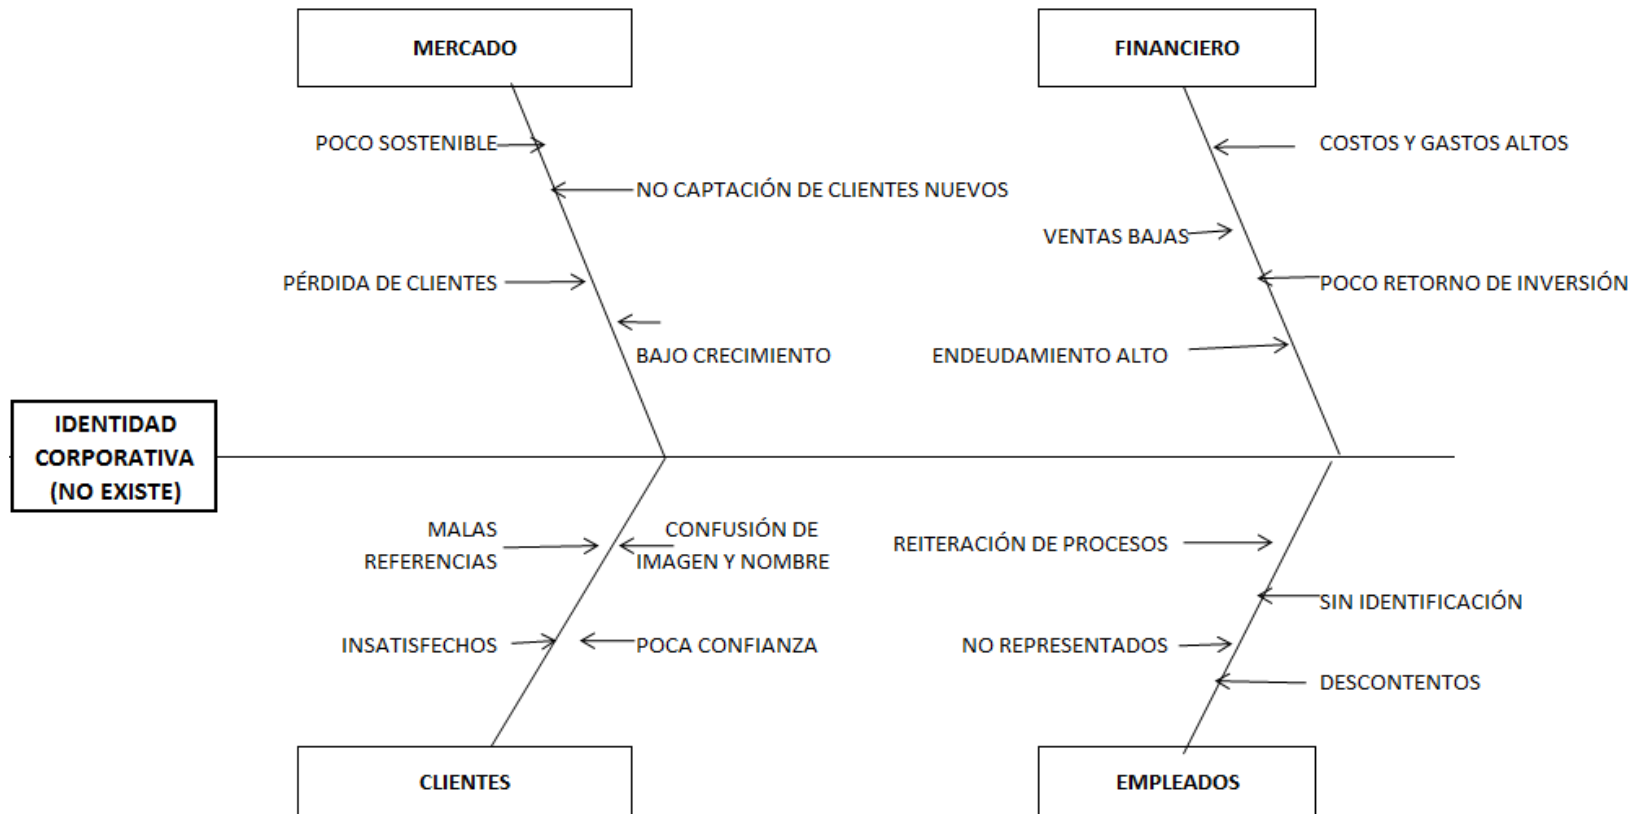 MERCADO
FINANCIERO
POCO SOSTENIBLE
COSTOS Y GASTOS ALTOS
NO CAPTACIÓN DE CLIENTES NUEVOS
VENTAS BAJAS
PÉRDIDA DE CLIENTES
POCO RETORNO DE INVERSIÓN
BAJO CRECIMIENTO
ENDEUDAMIENTO ALTO
IDENTIDAD
CORPORATIVA
(NO EXISTE)
MALAS
REFERENCIAS
CONFUSIÓN DE
IMAGEN Y NOMBRE
REITERACIÓN DE PROCESOS
SIN IDENTIFICACIÓN
INSATISFECHOS
POCA CONFIANZA
NO REPRESENTADOS
DESCONTENTOS
CLIENTES
EMPLEADOS